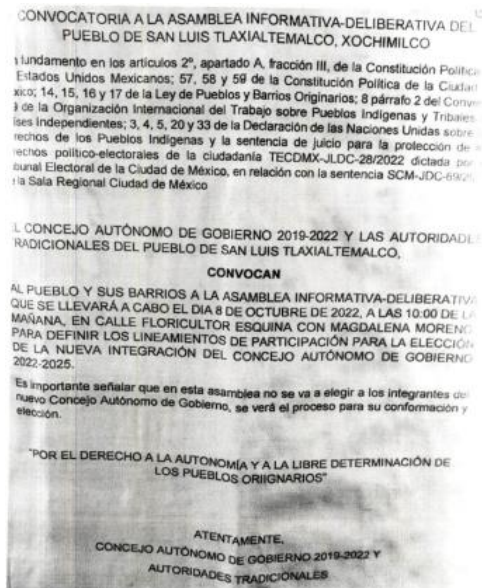 CONVOCATORIA A LA ASAMBLEA INFORMATIVA-DELIBERATIVA DEL
PUEBLO DE SAN LUIS TLAXIALTEMALCO, XOCHIMILCO
fundamento en los artículos 2º, apartado A, fracción III, de la Constitución Política
Estados Unidos Mexicanos; 57, 58 y 59 de la Constitución Política de la Ciudad
xico; 14, 15, 16 y 17 de la Ley de Pueblos y Barrios Originarios; 8 párrafo 2 del Conve
de la Organización Internacional del Trabajo sobre Pueblos Indígenas y Tribales
íses Independientes; 3, 4, 5, 20 y 33 de la Declaración de las Naciones Unidas sobre
rechos de los Pueblos Indígenas y la sentencia de juicio para la protección de
echos político-electorales de la ciudadanía TECDMX-JLDC-28/2022 dictada por
bunal Electoral de la Ciudad de México, en relación con la sentencia SCM-JDC-69/20
la Sala Regional Ciudad de México
L CONCEJO AUTÓNOMO DE GOBIERNO 2019-2022 Y LAS AUTORIDADE
RADICIONALES DEL PUEBLO DE SAN LUIS TLAXIALTEMALCO,
CONVOCAN
AL PUEBLO Y SUS BARRIOS A LA ASAMBLEA INFORMATIVA-DELIBERATIVA
QUE SE LLEVARÁ A CABO EL DIA 8 DE OCTUBRE DE 2022, A LAS 10:00 DE LA
MAÑANA, EN CALLE FLORICULTOR ESQUINA CON MAGDALENA MORENO
PARA DEFINIR LOS LINEAMIENTOS DE PARTICIPACIÓN PARA LA ELECCIÓN
DE LA NUEVA INTEGRACIÓN DEL CONCEJO AUTÓNOMO DE GOBIERNO
2022-2025.
Es importante señalar que en esta asamblea no se va a elegir a los integrantes del
nuevo Concejo Autónomo de Gobierno, se verá el proceso para su conformación y
elección.
"POR EL DERECHO A LA AUTONOMÍA Y A LA LIBRE DETERMINACIÓN DE
LOS PUEBLOS ORIIGNARIOS"
ATENTAMENTE,
CONCEJO AUTÓNOMO DE GOBIERNO 2019-2022 Y
AUTORIDADES TRADICIONALES